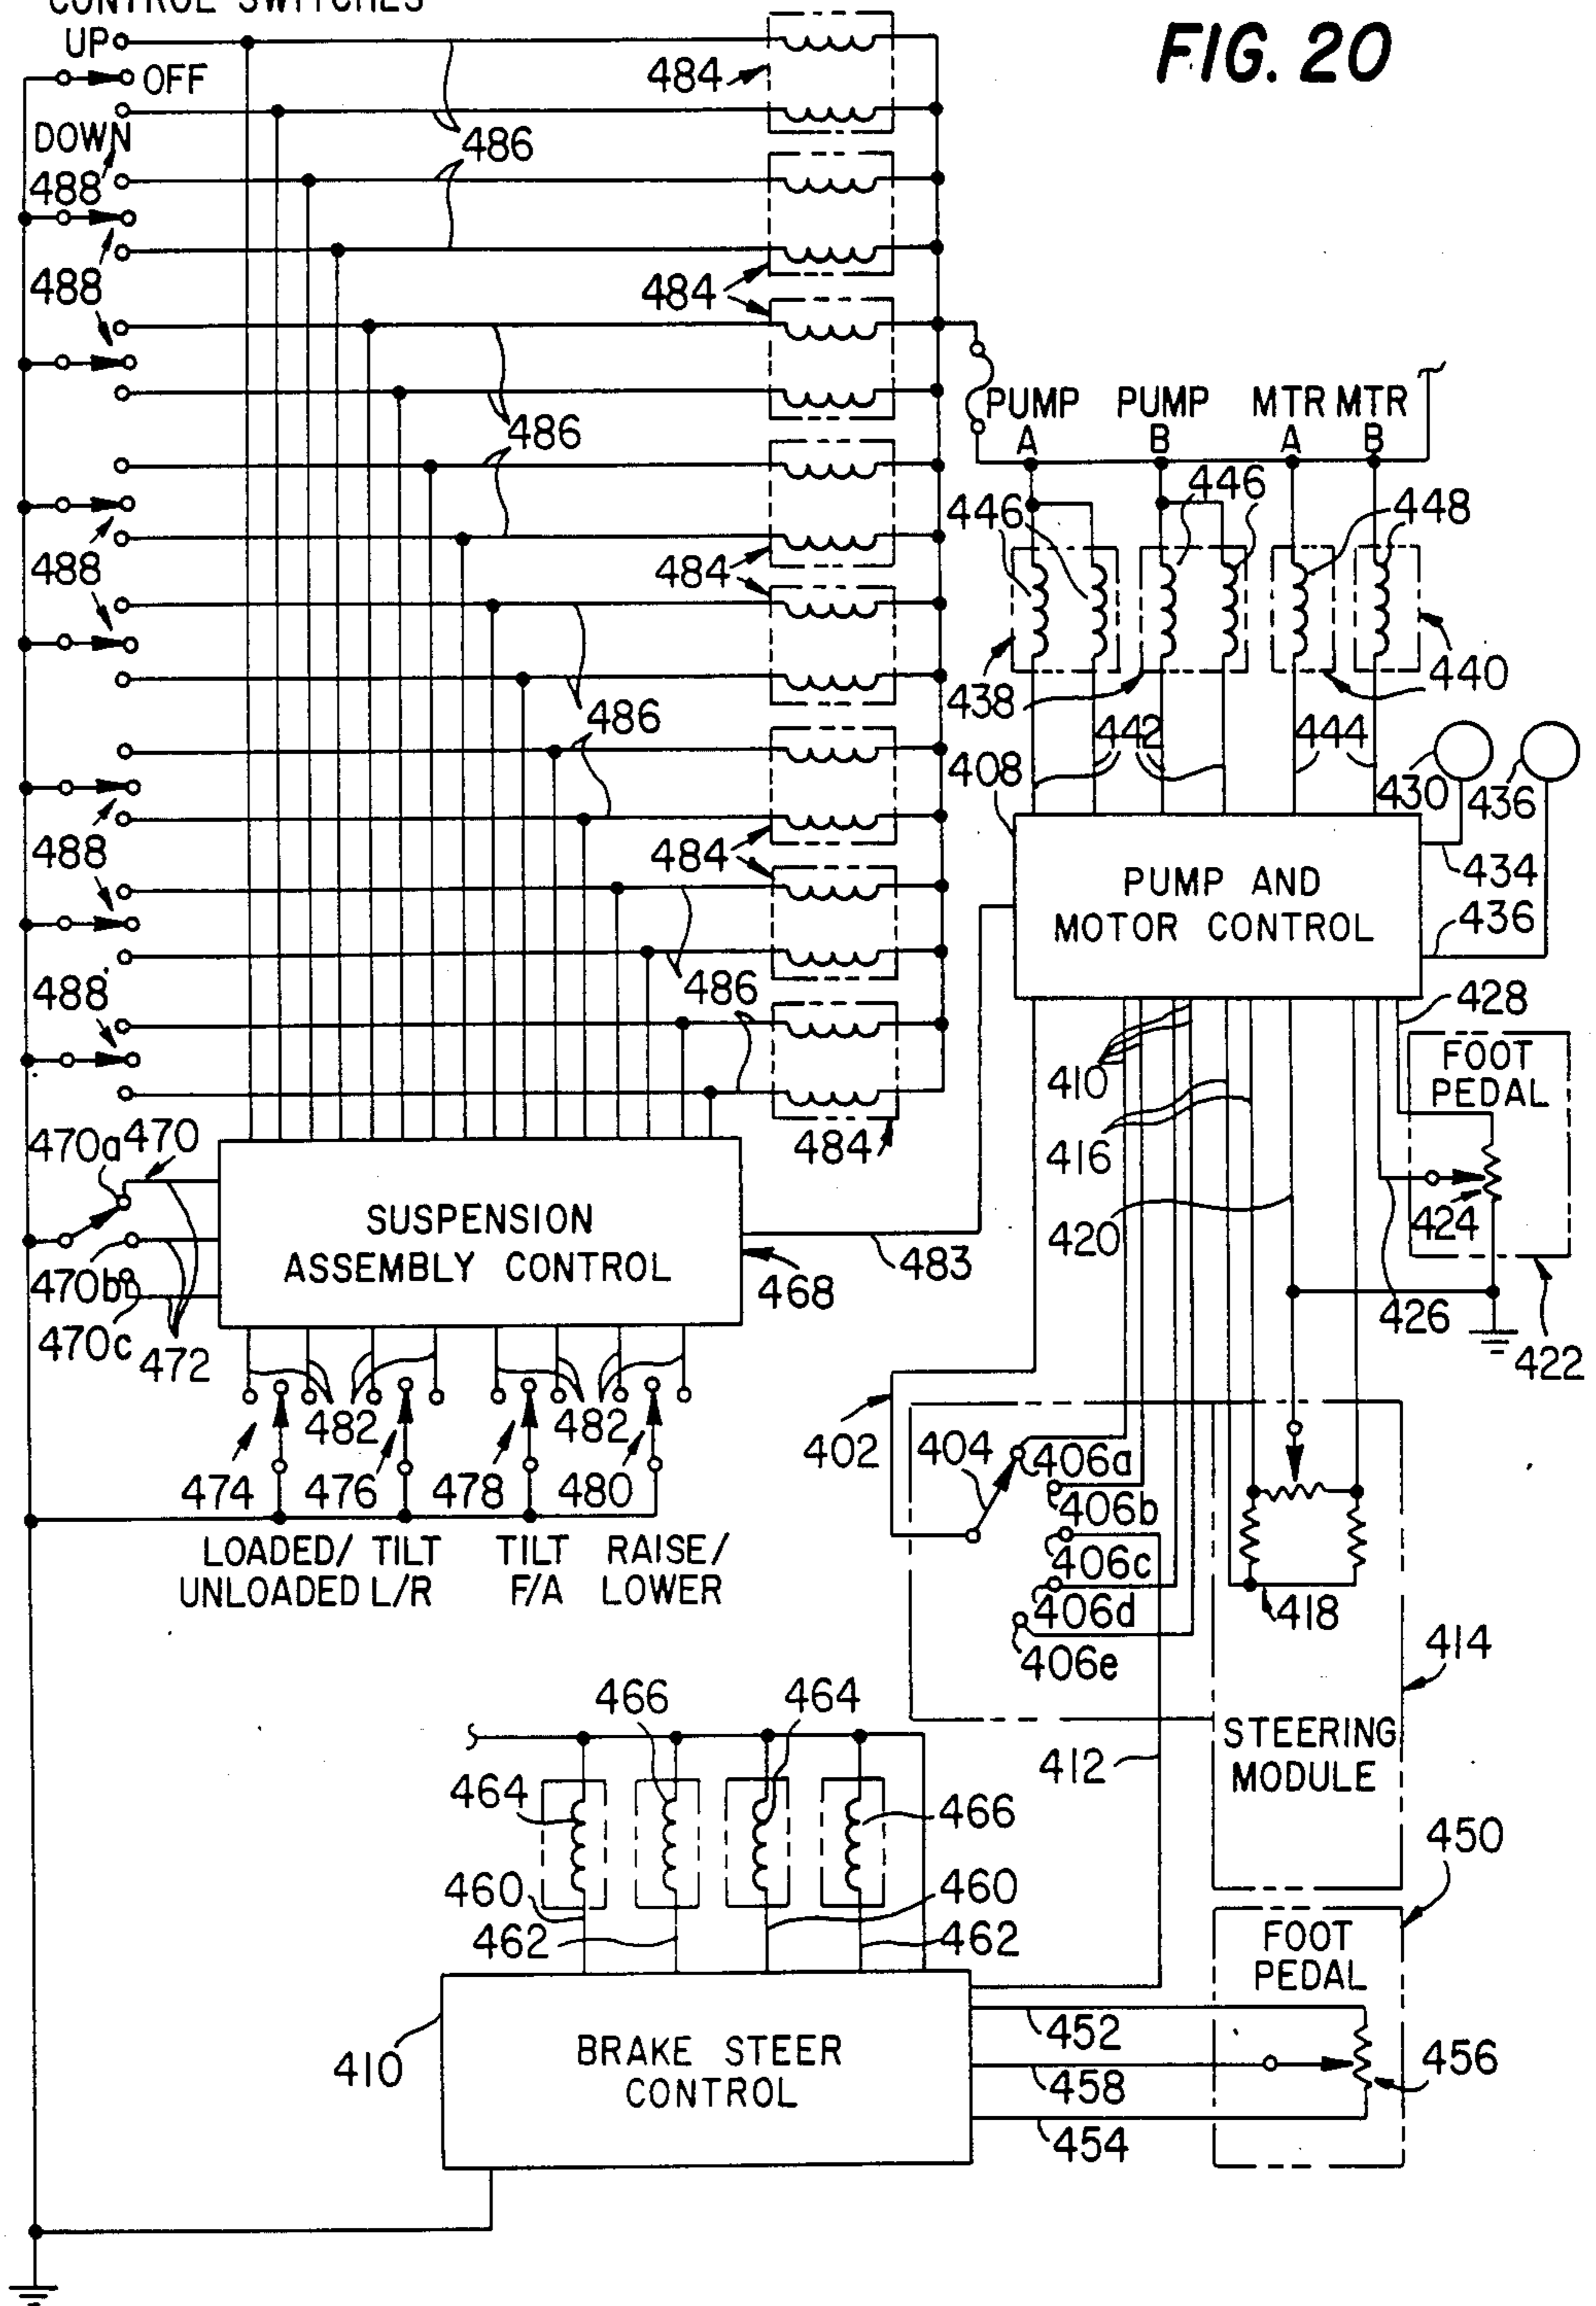 CONTROL SWITCHES
FIG. 20
UP
OFF
DOWN
484
486
488
488
484
486
PUMP A
PUMP B
MTR A
MTR B
446
446
448
488
484
438
440
486
442
444
408
430
436
488
484
434
PUMP AND MOTOR CONTROL
436
488
486
428
410
FOOT PEDAL
416
484
470a
470
424
420
SUSPENSION ASSEMBLY CONTROL
483
468
470b
426
470c
472
422
482
482
402
404
406a
474
476
478
480
406b
LOADED/ UNLOADED
TILT L/R
TILT F/A
RAISE/ LOWER
406c
406d
418
406e
414
466
464
STEERING MODULE
412
464
466
450
460
460
462
462
FOOT PEDAL
452
410
BRAKE STEER CONTROL
456
458
454